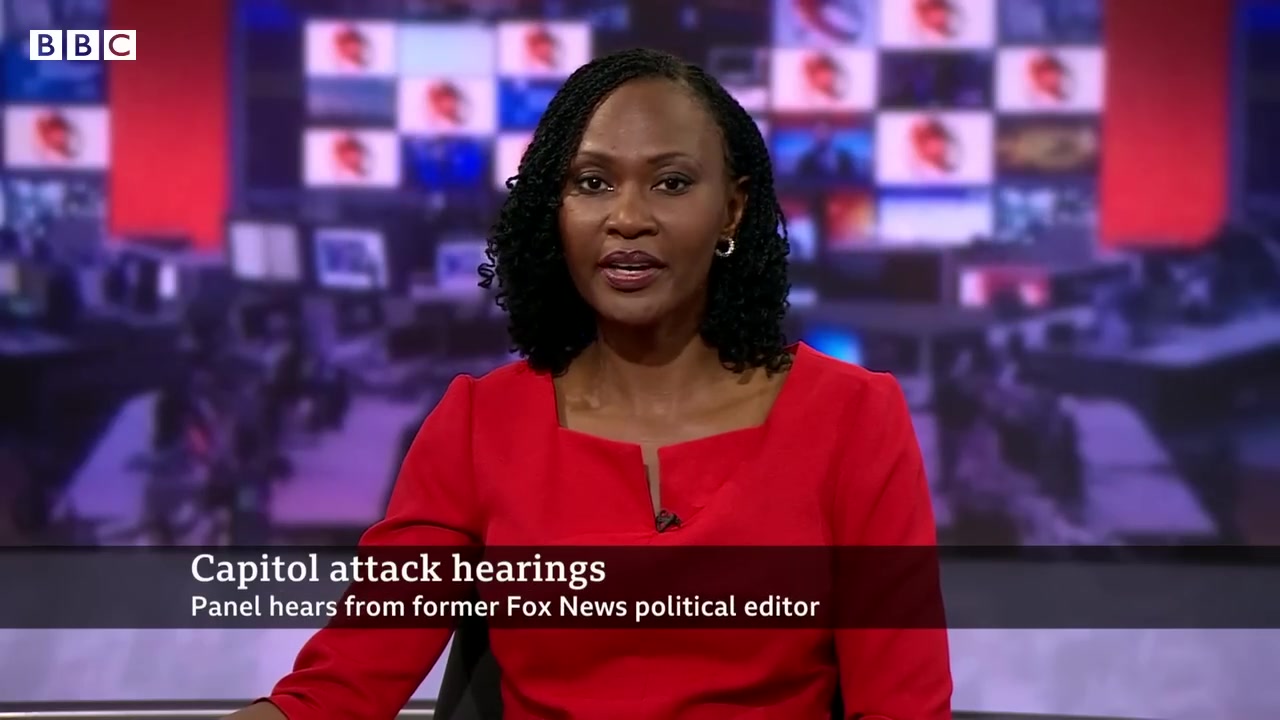 BBC
Capitol attack hearings
Panel hears from former Fox News political editor